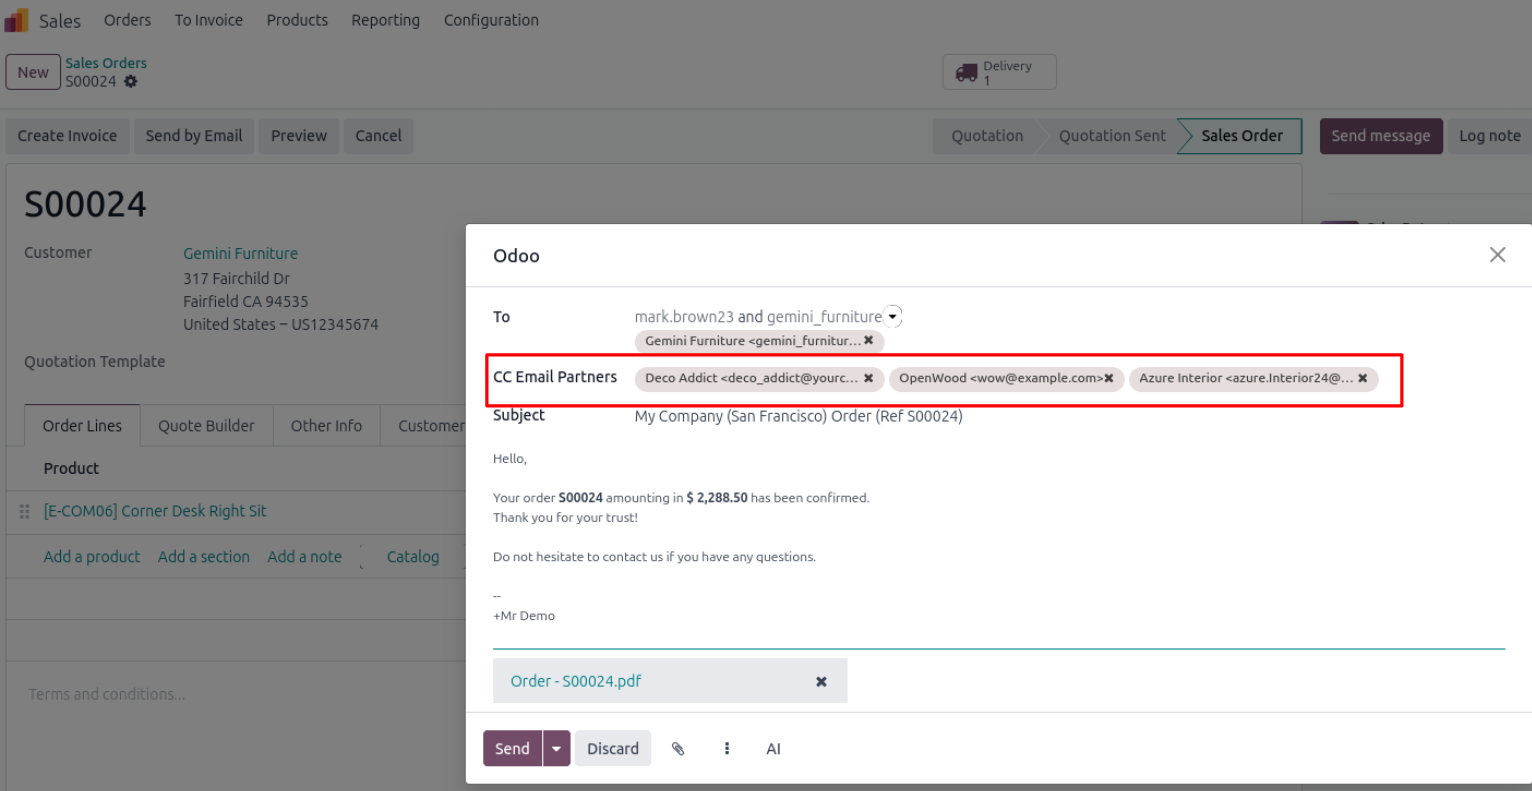 Sales Orders To Invoice Products Reporting Configuration
New
Sales Orders
S00024
Delivery
1
Create Invoice Send by Email Preview Cancel
Quotation Quotation Sent Sales Order
Send message Log note
S00024
Customer Gemini Furniture
317 Fairchild Dr
Fairfield CA 94535
United States – US12345674
Quotation Template
Order Lines Quote Builder Other Info Customer
Product
[E-COM06] Corner Desk Right Sit
Add a product Add a section Add a note Catalog
Terms and conditions...
Odoo
To mark.brown23 and gemini_furniture
Gemini Furniture <gemini_furnitur...
CC Email Partners Deco Addict <deco_addict@yourc... OpenWood <wow@example.com> Azure Interior <azure.Interior24@...
Subject My Company (San Francisco) Order (Ref S00024)
Hello,
Your order S00024 amounting in $ 2,288.50 has been confirmed.
Thank you for your trust!
Do not hesitate to contact us if you have any questions.
--
+Mr Demo
Order - S00024.pdf
Send Discard AI